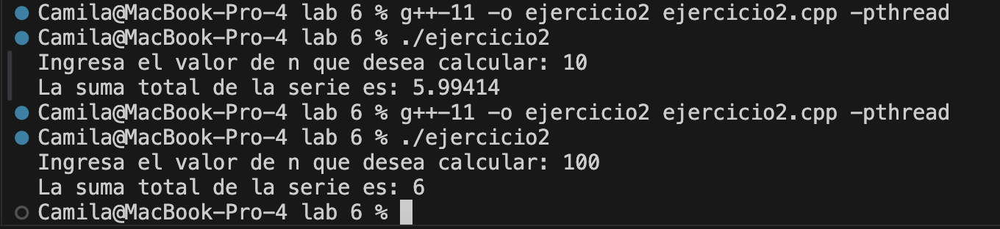 Camila@MacBook-Pro-4 lab 6 % g++-11 -o ejercicio2 ejercicio2.cpp -pthread
Camila@MacBook-Pro-4 lab 6 % ./ejercicio2
Ingresa el valor de n que desea calcular: 10
La suma total de la serie es: 5.99414
Camila@MacBook-Pro-4 lab 6 % g++-11 -o ejercicio2 ejercicio2.cpp -pthread
Camila@MacBook-Pro-4 lab 6 % ./ejercicio2
Ingresa el valor de n que desea calcular: 100
La suma total de la serie es: 6
Camila@MacBook-Pro-4 lab 6 %